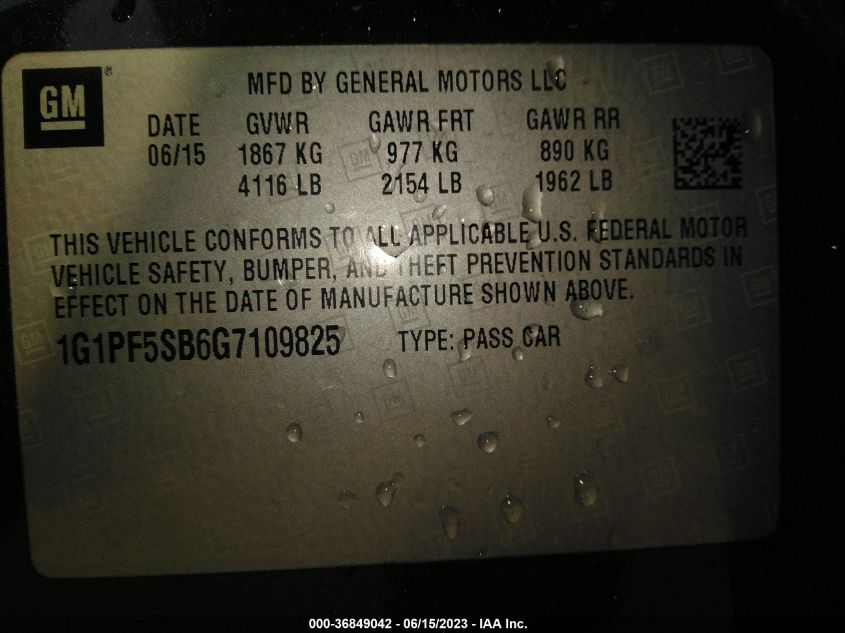 GM ®
MFD BY GENERAL MOTORS LLC
DATE GVWR GAWR FRT GAWR RR
06/15 1867 KG 977 KG 890 KG
4116 LB 2154 LB 1962 LB
THIS VEHICLE CONFORMS TO ALL APPLICABLE U.S. FEDERAL MOTOR
VEHICLE SAFETY, BUMPER, AND THEFT PREVENTION STANDARDS IN
EFFECT ON THE DATE OF MANUFACTURE SHOWN ABOVE.
1G1PF5SB6G7109825 TYPE: PASS CAR
000-36849042 - 06/15/2023 - IAA Inc.